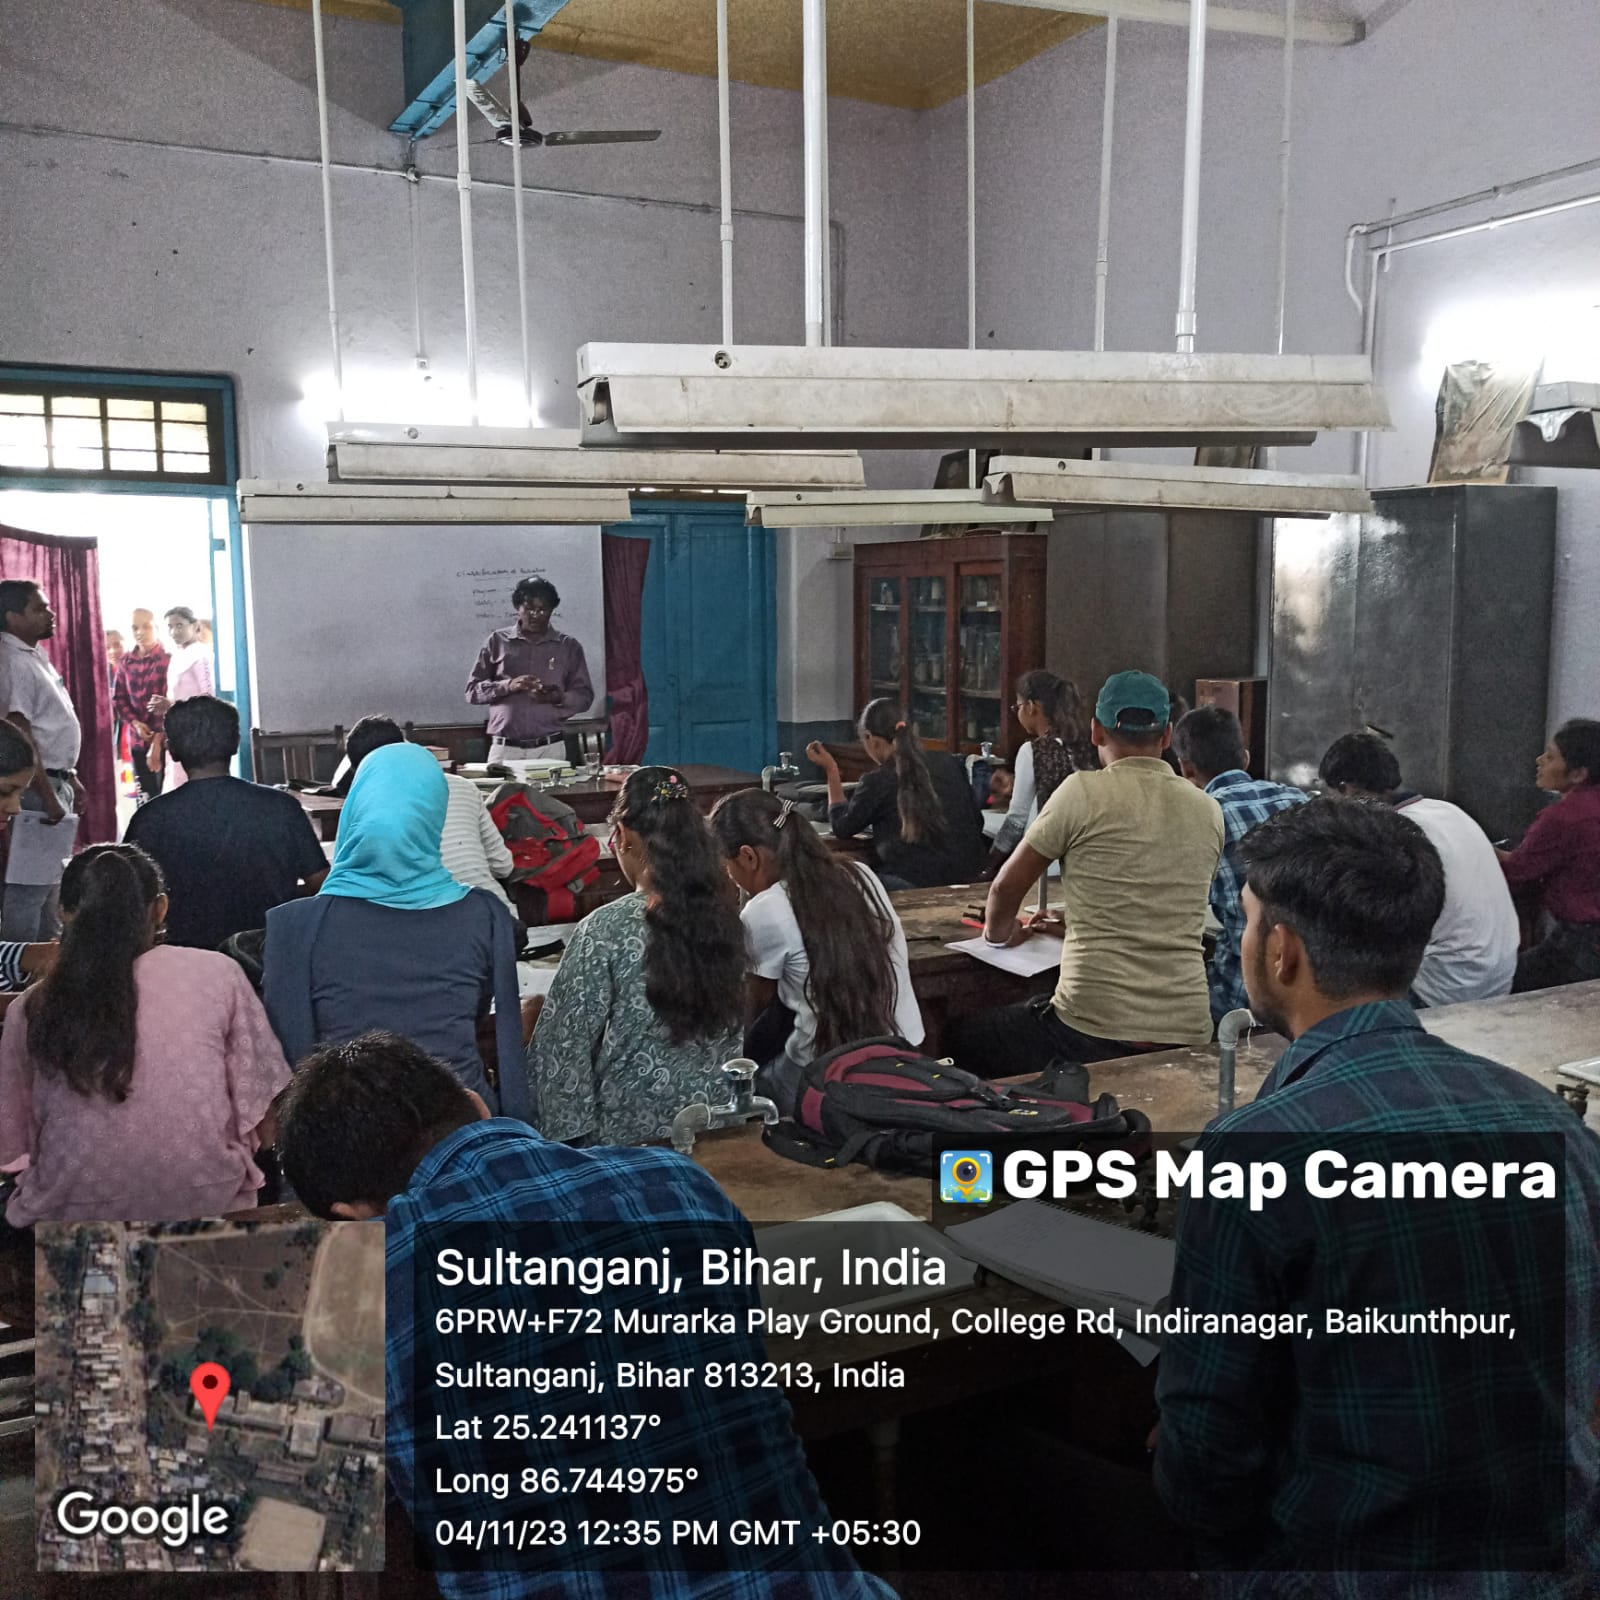 GPS Map Camera
Sultanganj, Bihar, India
6PRW+F72 Murarka Play Ground, College Rd, Indiranagar, Baikunthpur,
Sultanganj, Bihar 813213, India
Lat 25.241137°
Long 86.744975°
04/11/23 12:35 PM GMT +05:30
Google